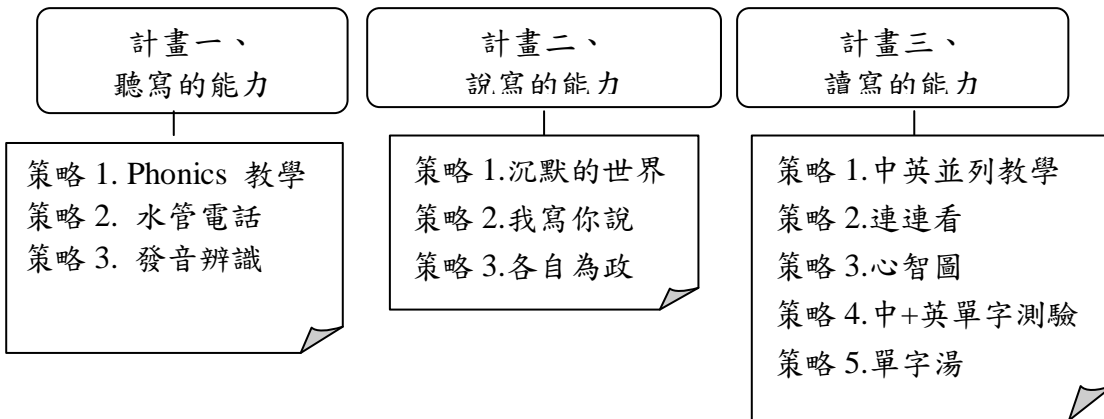 計畫一、
聽寫的能力
策略 1. Phonics 教學
策略 2. 水管電話
策略 3. 發音辨識
計畫二、
說寫的能力
策略 1.沉默的世界
策略 2.我寫你說
策略 3.各自為政
計畫三、
讀寫的能力
策略 1.中英並列教學
策略 2.連連看
策略 3.心智圖
策略 4.中+英單字測驗
策略 5.單字湯